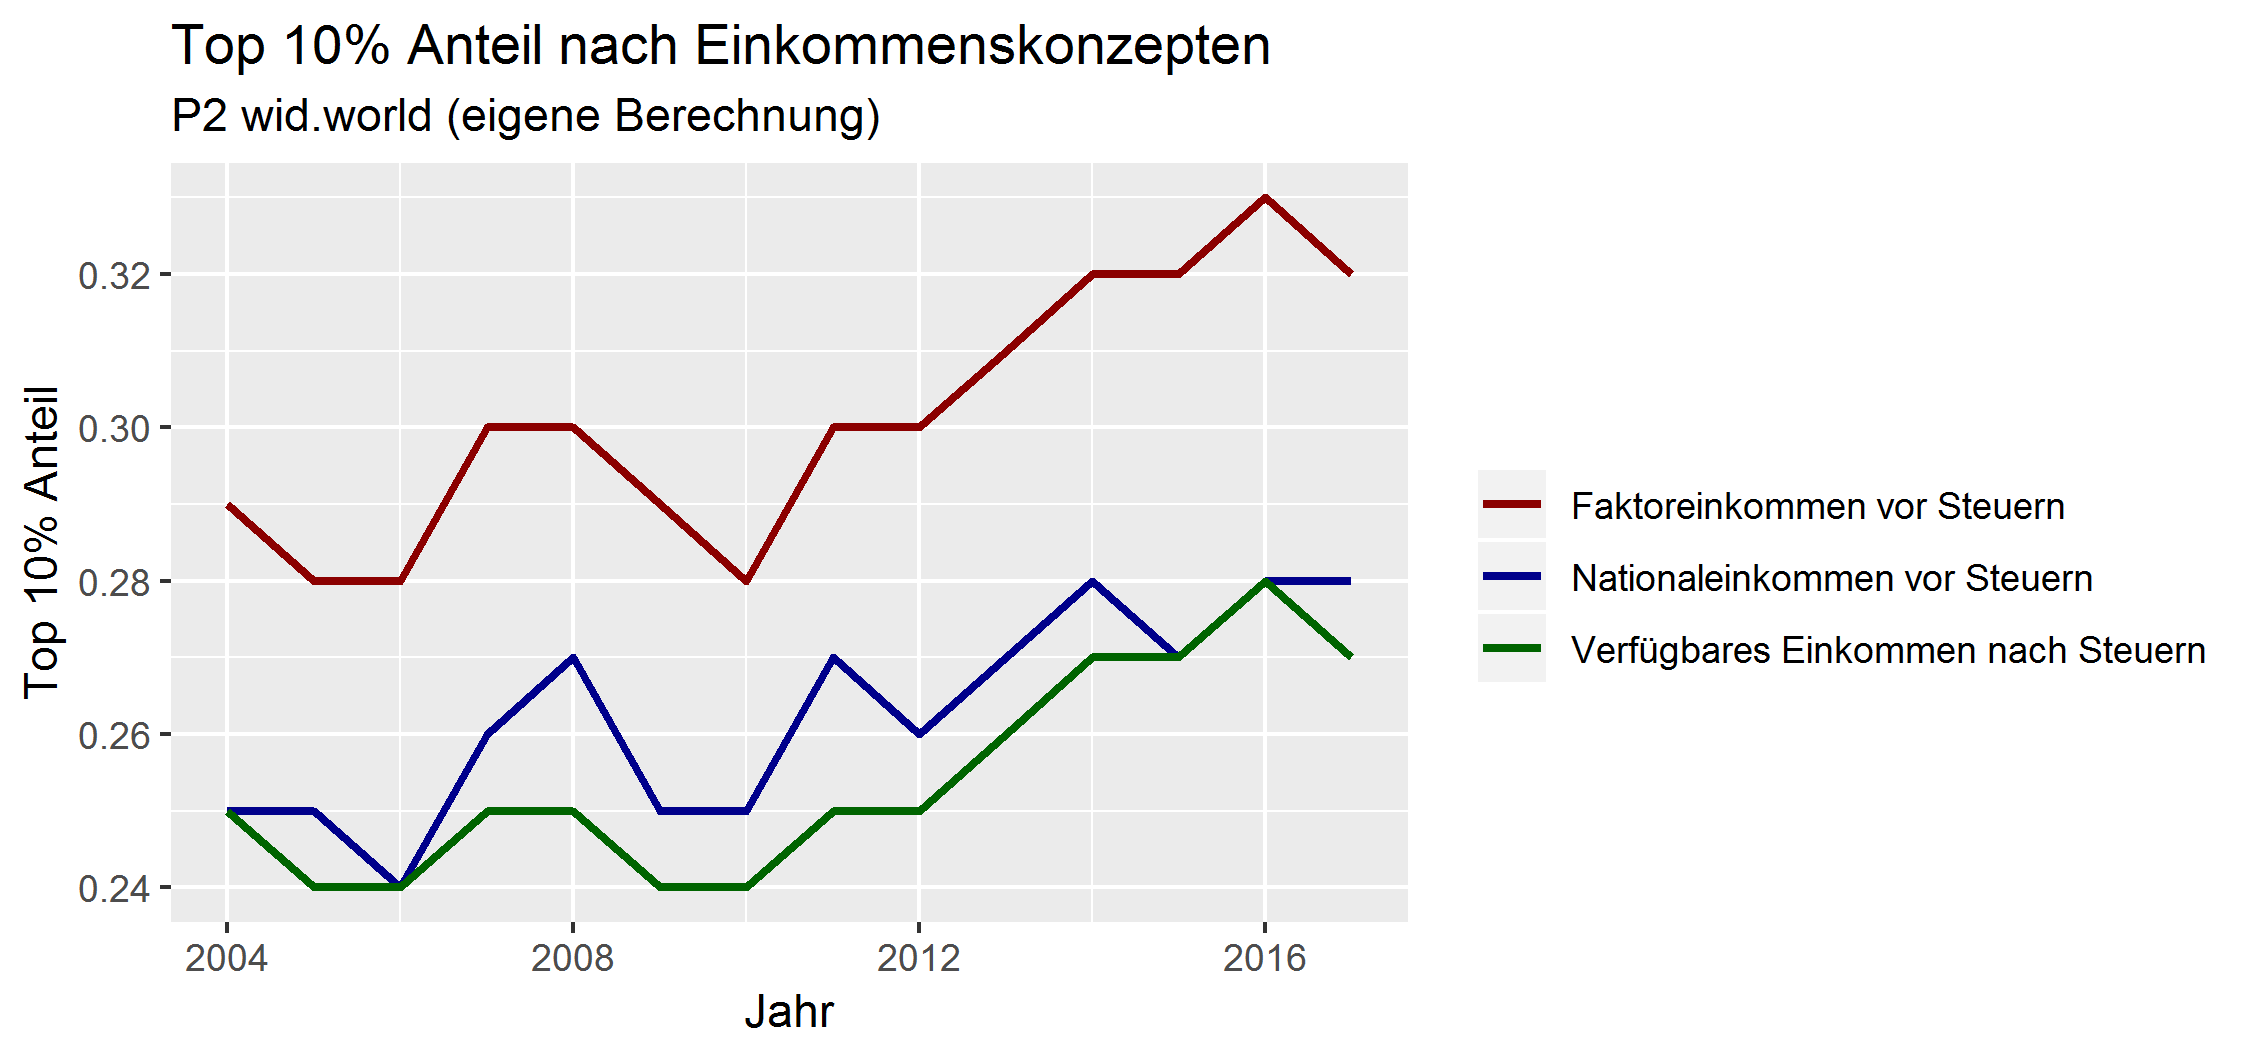 Top 10% Anteil nach Einkommenskonzepten
P2 wid.world (eigene Berechnung)
Top 10% Anteil
0.32
0.30
0.28
0.26
0.24
2004
2008
2012
2016
Jahr
Faktoreinkommen vor Steuern
Nationaleinkommen vor Steuern
Verfügbares Einkommen nach Steuern